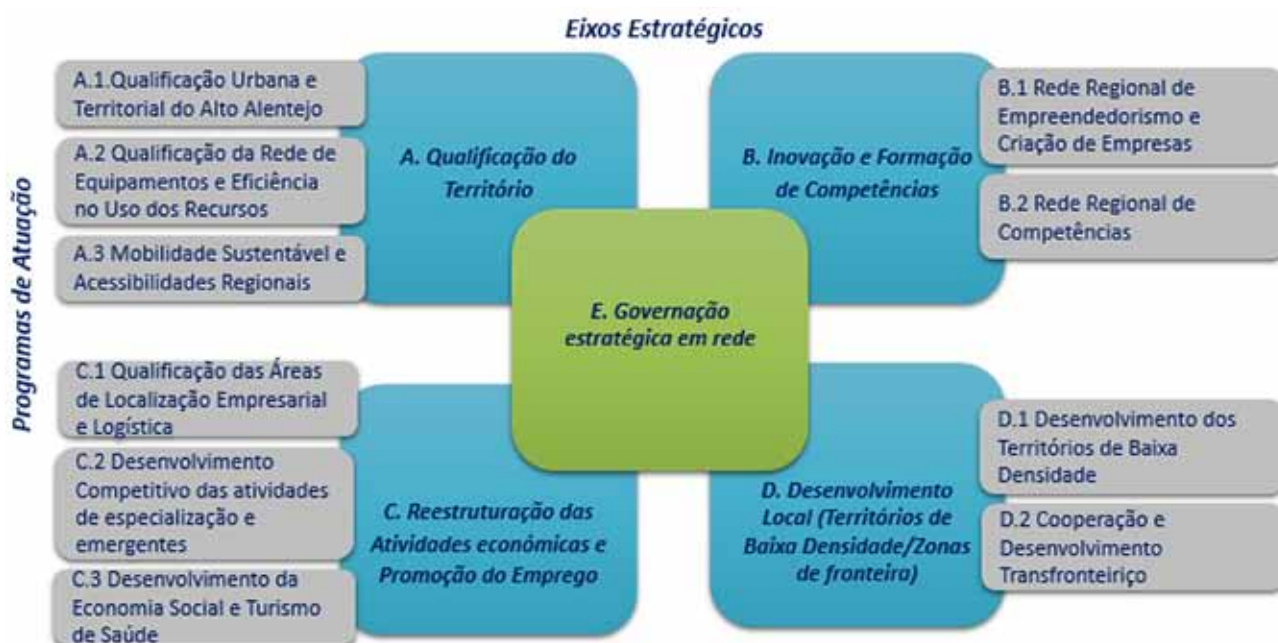 Eixos Estratégicos
Programas de Atuação
A.1.Qualificação Urbana e
Territorial do Alto Alentejo
A.2 Qualificação da Rede de
Equipamentos e Eficiência
no Uso dos Recursos
A.3 Mobilidade Sustentável e
Acessibilidades Regionais
A. Qualificação do
Território
B. Inovação e Formação
de Competências
B.1 Rede Regional de
Empreendedorismo e
Criação de Empresas
B.2 Rede Regional de
Competências
E. Governação
estratégica em rede
C.1 Qualificação das Áreas
de Localização Empresarial
e Logística
C.2 Desenvolvimento
Competitivo das atividades
de especialização e
emergentes
C.3 Desenvolvimento da
Economia Social e Turismo
de Saúde
C. Reestruturação das
Atividades económicas e
Promoção do Emprego
D. Desenvolvimento
Local (Territórios de
Baixa Densidade/Zonas
de fronteira)
D.1 Desenvolvimento dos
Territórios de Baixa
Densidade
D.2 Cooperação e
Desenvolvimento
Transfronteiriço